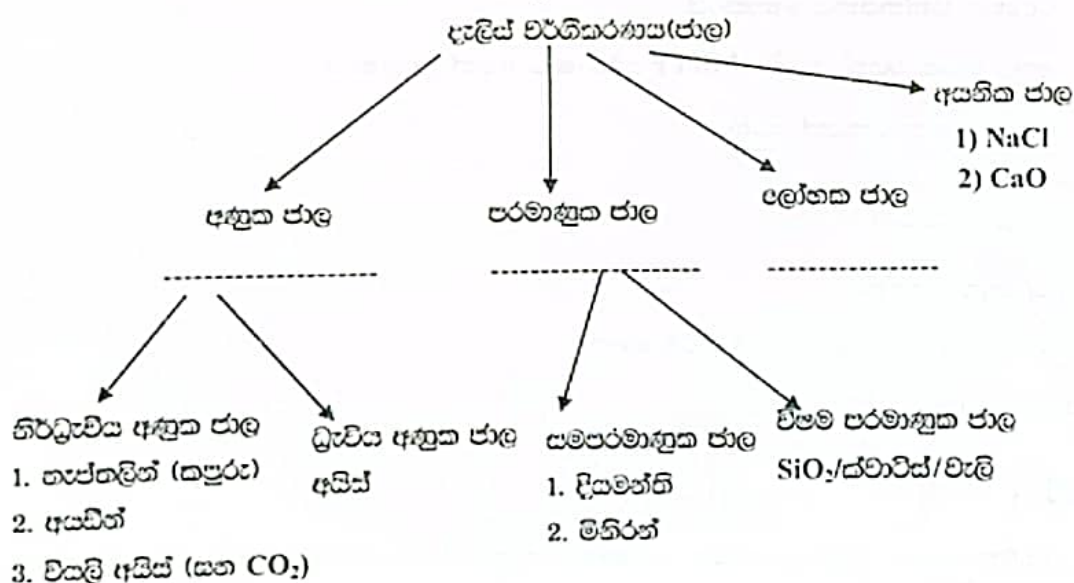 දැලිස් වර්ගීකරණය(ජාල)
අයනික ජාල
1) NaCl
2) CaO
අණුක ජාල
පරමාණුක ජාල
ලෝහක ජාල
නිර්ධ්‍රැවීය අණුක ජාල
1. නැප්තලින් (කපුරු)
2. අයඩීන්
3. වියලි අයිස් (ඝන CO₂)
ධ්‍රැවීය අණුක ජාල
අයිස්
සමපරමාණුක ජාල
1. දියමන්ති
2. මිනිරන්
විෂම පරමාණුක ජාල
SiO₂/ක්වාටිස්/වැලි